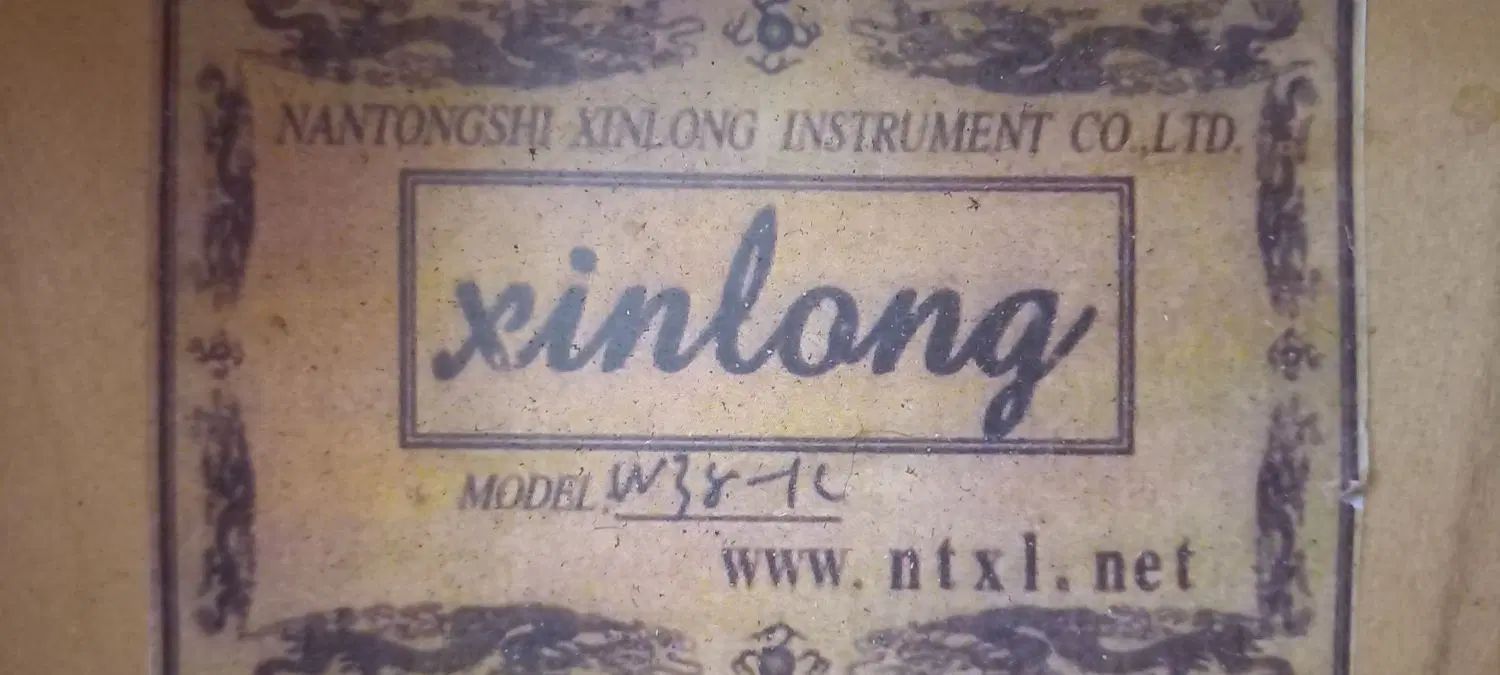 NANTONGSHI XINLONG INSTRUMENT CO.,LTD.
xinlong
MODEL: W38-1C
www.ntxl.net